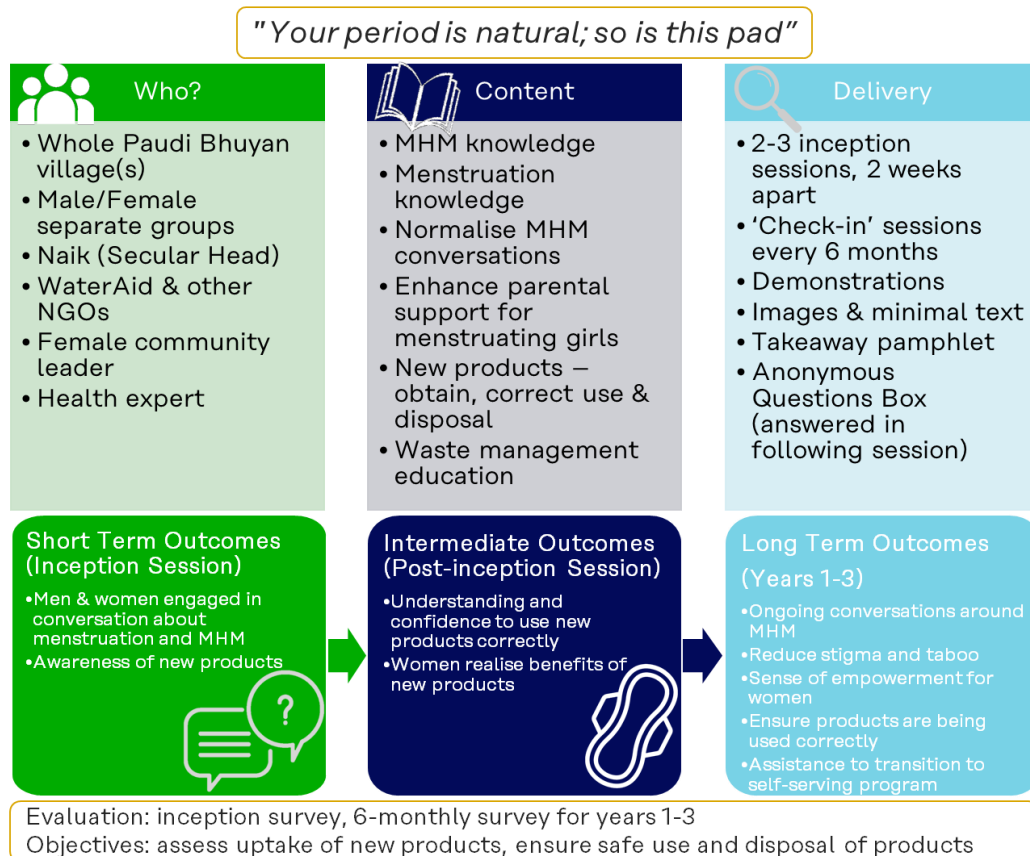 "Your period is natural; so is this pad”
Who?
• Whole Paudi Bhuyan
village(s)
• Male/Female
separate groups
• Naik (Secular Head)
• WaterAid & other
NGOs
• Female community
leader
• Health expert
Content
• MHM knowledge
• Menstruation
knowledge
• Normalise MHM
conversations
• Enhance parental
support for
menstruating girls
• New products –
obtain, correct use &
disposal
• Waste management
education
Delivery
• 2-3 inception
sessions, 2 weeks
apart
• ‘Check-in’ sessions
every 6 months
• Demonstrations
• Images & minimal text
• Takeaway pamphlet
• Anonymous
Questions Box
(answered in
following session)
Short Term Outcomes
(Inception Session)
•Men & women engaged in
conversation about
menstruation and MHM
•Awareness of new products
?
Intermediate Outcomes
(Post-inception Session)
•Understanding and
confidence to use new
products correctly
•Women realise benefits of
new products
Long Term Outcomes
(Years 1-3)
•Ongoing conversations around
MHM
•Reduce stigma and taboo
•Sense of empowerment for
women
•Ensure products are being
used correctly
•Assistance to transition to
self-serving program
Evaluation: inception survey, 6-monthly survey for years 1-3
Objectives: assess uptake of new products, ensure safe use and disposal of products